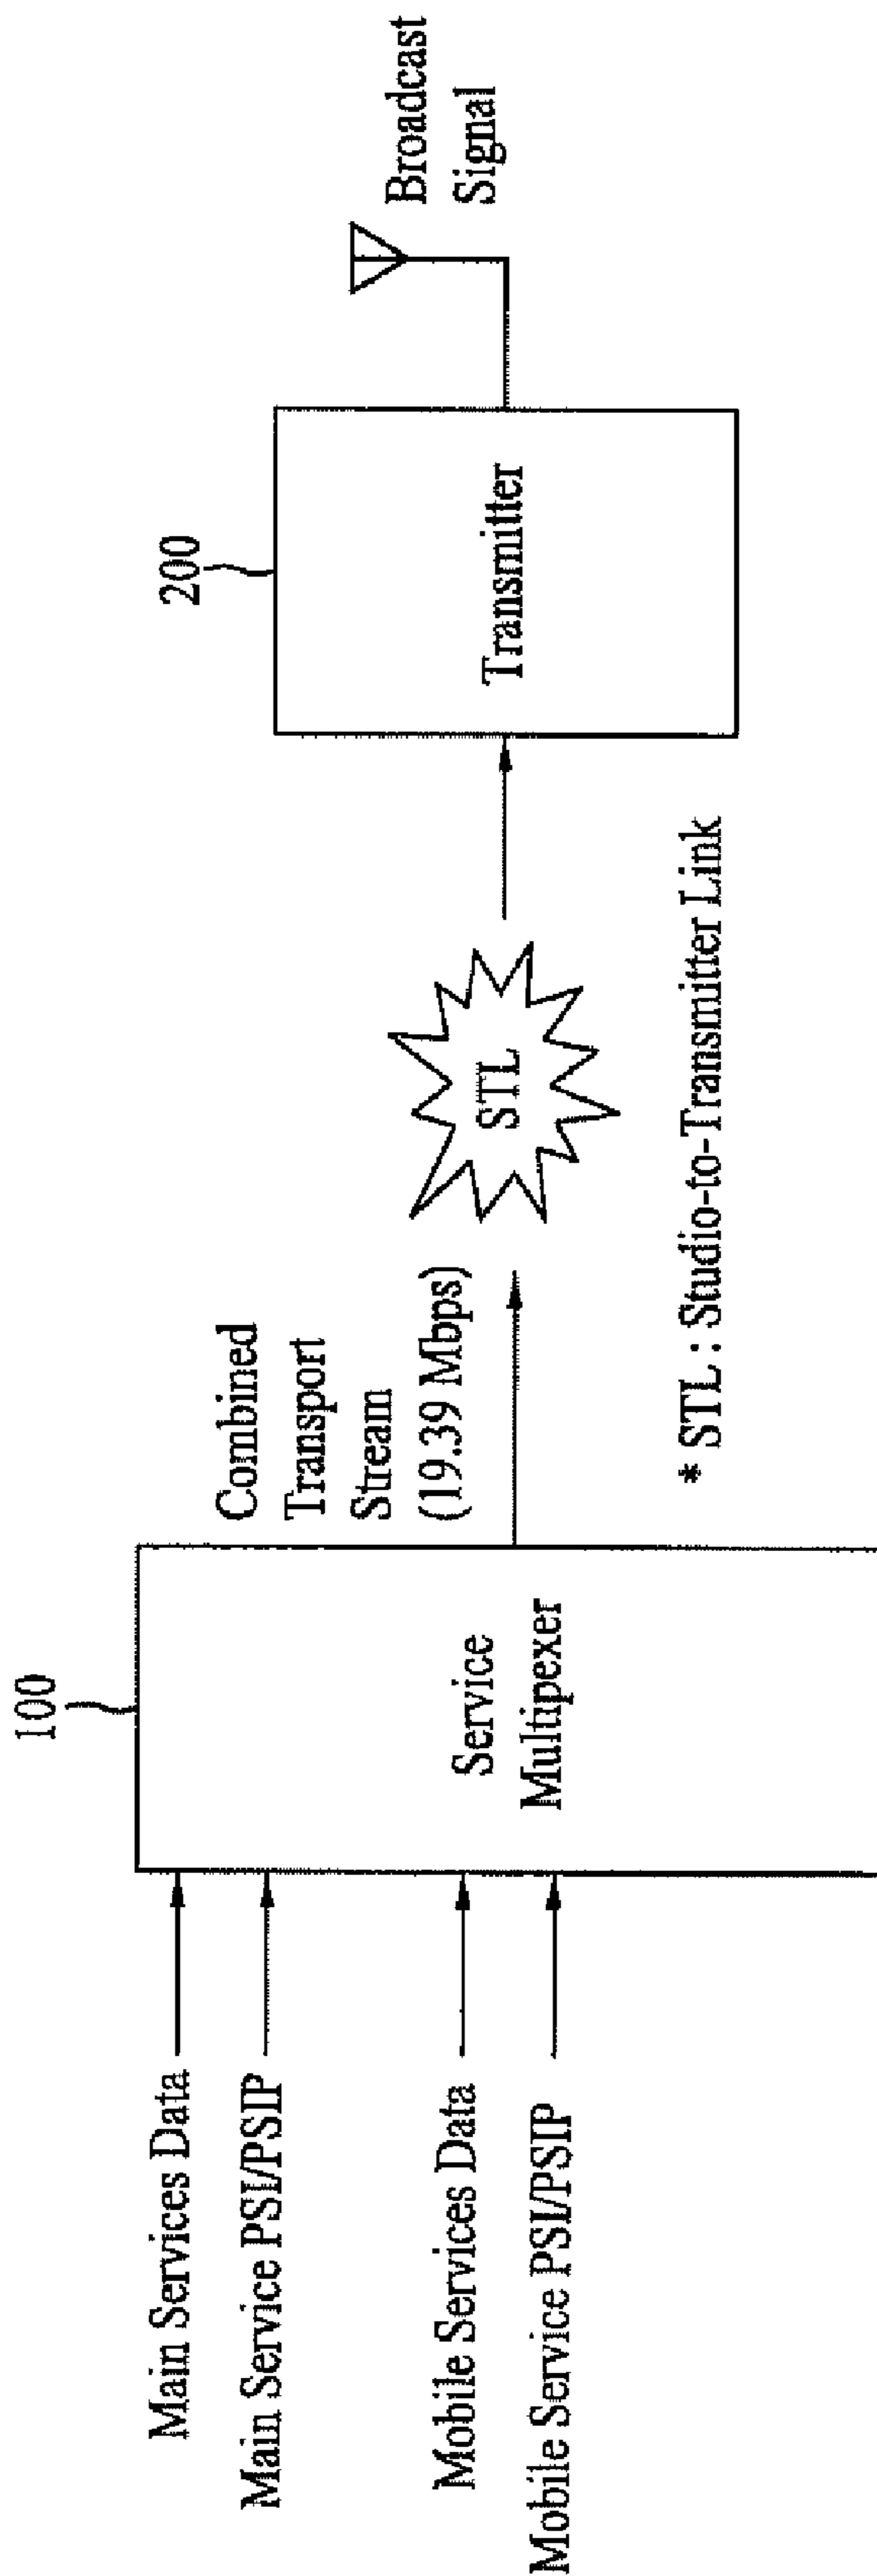 Main Services Data
Main Service PSI/PSIP
Mobile Services Data
Mobile Service PSI/PSIP
100
Service
Multipexer
Combined
Transport
Stream
(19.39 Mbps)
STL
* STL : Studio-to-Transmitter Link
200
Transmitter
Broadcast
Signal